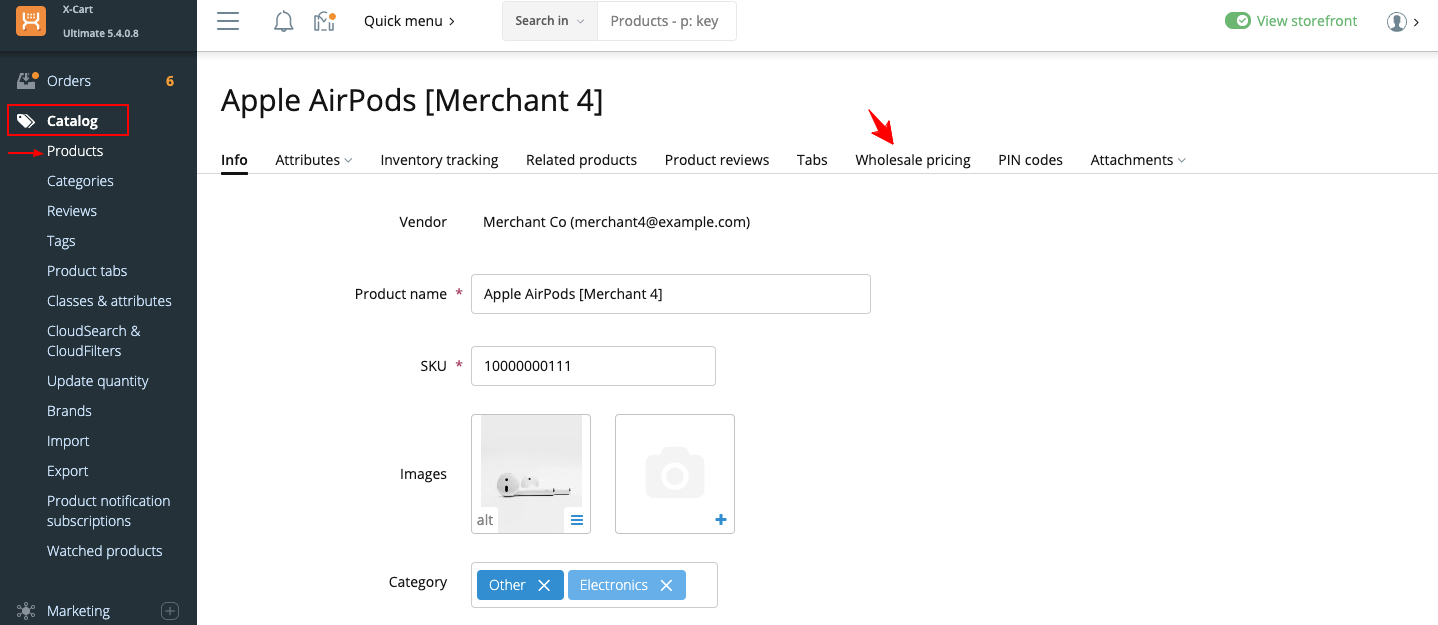 X-Cart
Ultimate 5.4.0.8
Quick menu
Search in
Products - p: key
View storefront
Orders 6
Catalog
Products
Categories
Reviews
Tags
Product tabs
Classes & attributes
CloudSearch &
CloudFilters
Update quantity
Brands
Import
Export
Product notification
subscriptions
Watched products
Marketing
Apple AirPods [Merchant 4]
Info Attributes Inventory tracking Related products Product reviews Tabs Wholesale pricing PIN codes Attachments
Vendor Merchant Co (merchant4@example.com)
Product name * Apple AirPods [Merchant 4]
SKU * 10000000111
Images
alt
Category Other Electronics